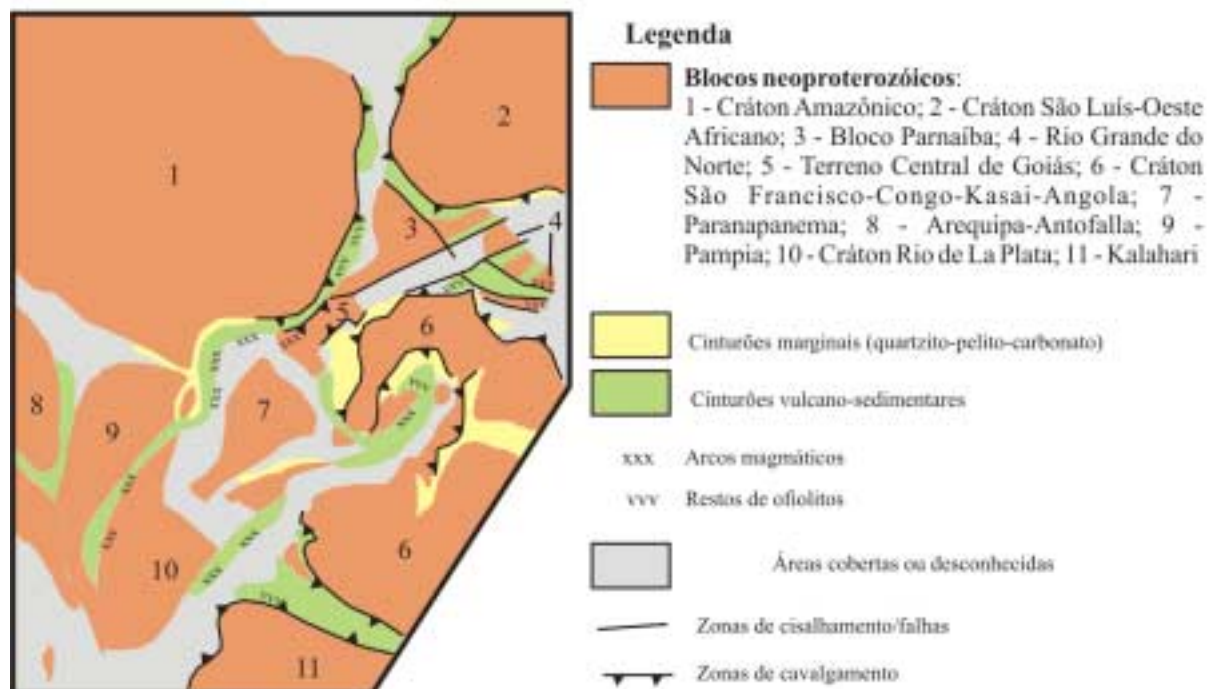 Legenda
Blocos neoproterozóicos:
1 - Cráton Amazônico; 2 - Cráton São Luís-Oeste
Africano; 3 - Bloco Parnaíba; 4 - Rio Grande do
Norte; 5 - Terreno Central de Goiás; 6 - Cráton
São Francisco-Congo-Kasai-Angola; 7 -
Paranapanema; 8 - Arequipa-Antofalla; 9 -
Pampia; 10 - Cráton Rio de La Plata; 11 - Kalahari
Cinturões marginais (quartzito-pelito-carbonato)
Cinturões vulcano-sedimentares
xxx Arcos magmáticos
vvv Restos de ofiolitos
Áreas cobertas ou desconhecidas
Zonas de cisalhamento/falhas
Zonas de cavalgamento
1
2
3
4
5
6
7
8
9
10
6
11